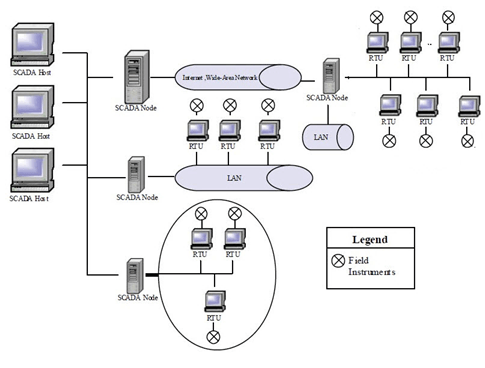 RTU
RTU
..
RTU
SCADA Host
Internet ,Wide-Area Network
SCADA Node
SCADA Node
RTU
RTU
RTU
SCADA Host
RTU
RTU
RTU
LAN
LAN
SCADA Host
SCADA Node
RTU
RTU
SCADA Node
RTU
Legend
Field
Instruments